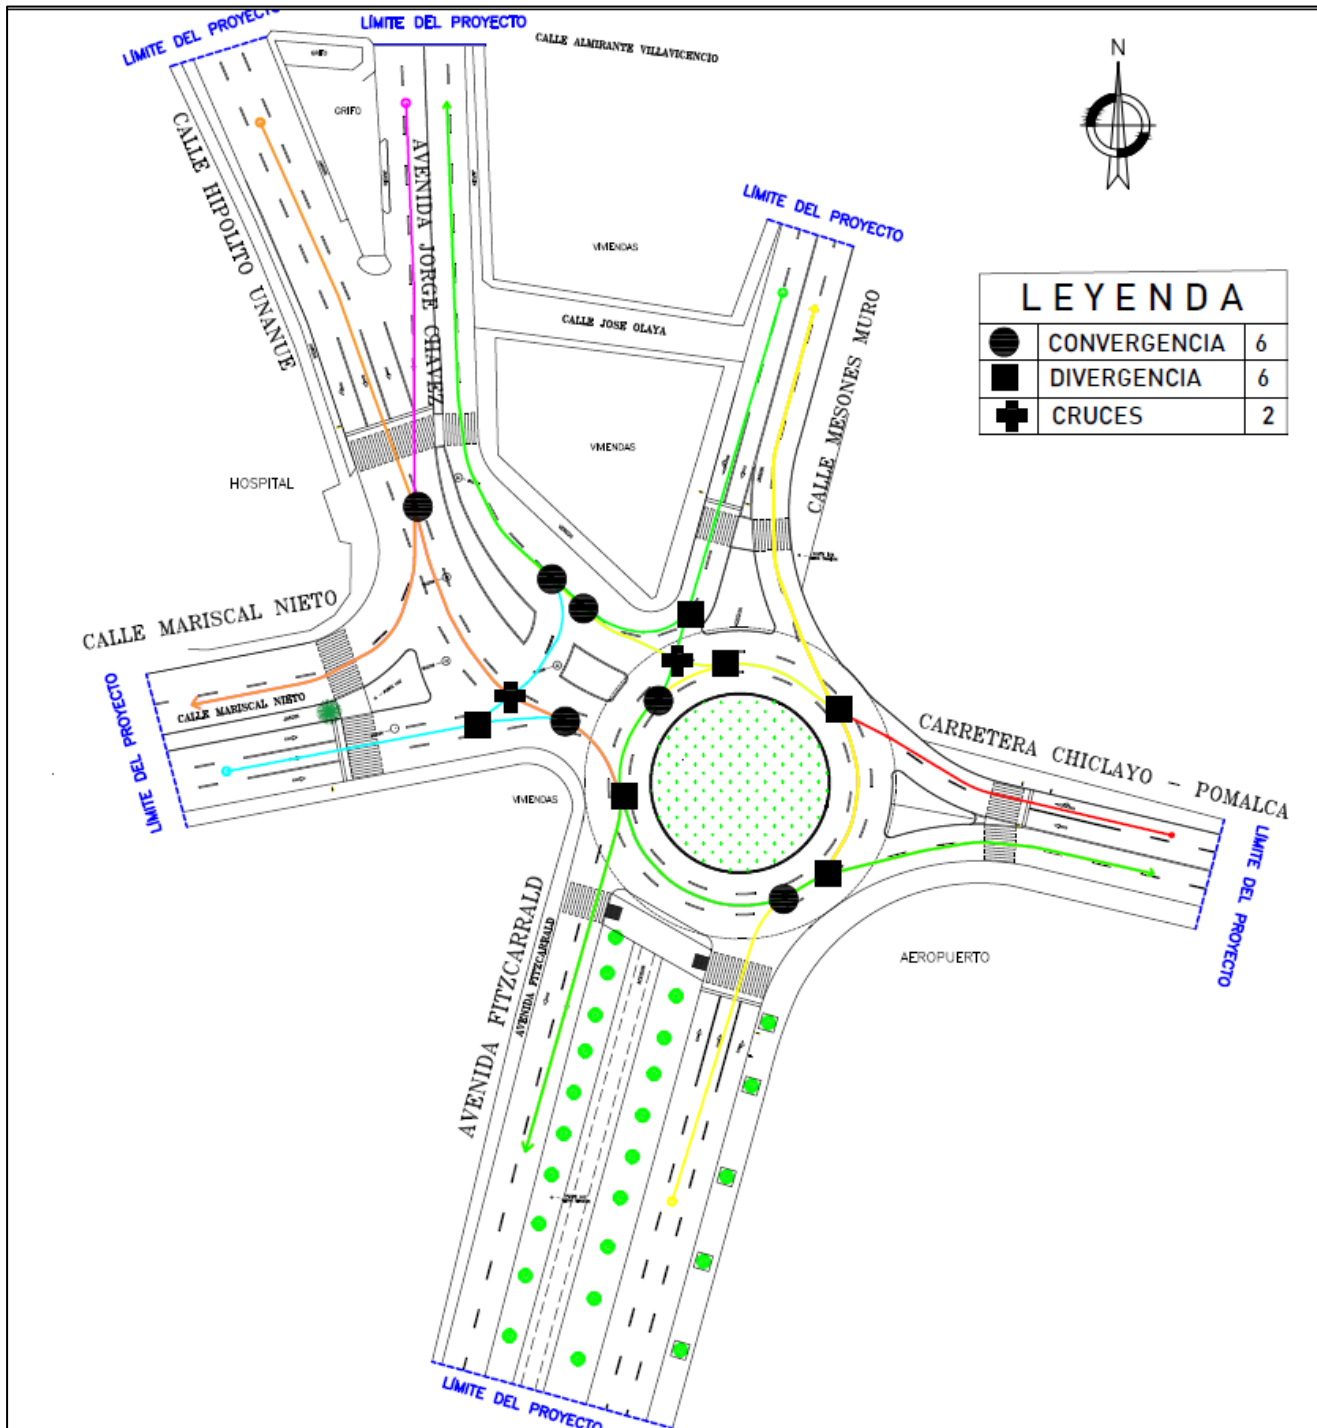 LÍMITE DEL PROYECTO
LÍMITE DEL PROYECTO
CALLE ALMIRANTE VILLAVICENCIO
N
GRIFO
GRIFO
CALLE HIPOLITO UNANUE
AVENIDA JORGE CHAVEZ
VIVIENDAS
LÍMITE DEL PROYECTO
CALLE JOSE OLAYA
CALLE MESONES MURO
LEYENDA
CONVERGENCIA 6
DIVERGENCIA 6
CRUCES 2
VIVIENDAS
HOSPITAL
CALLE MARISCAL NIETO
CALLE MARISCAL NIETO
LÍMITE DEL PROYECTO
CARRETERA CHICLAYO - POMALCA
LÍMITE DEL PROYECTO
VIVIENDAS
AVENIDA FITZCARRALD
AVENIDA FITZCARRALD
AEROPUERTO
LÍMITE DEL PROYECTO